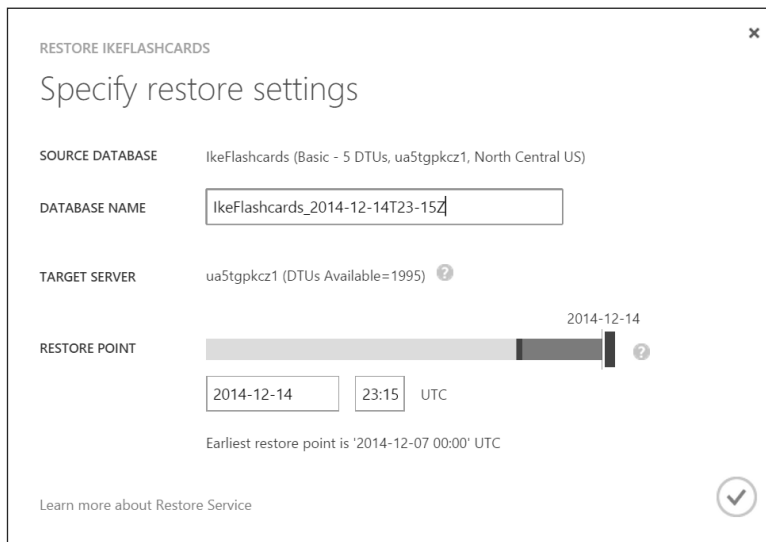 RESTORE IKEFLASHCARDS
Specify restore settings
SOURCE DATABASE IkeFlashcards (Basic - 5 DTUs, ua5tgpkcz1, North Central US)
DATABASE NAME IkeFlashcards_2014-12-14T23-15Z
TARGET SERVER ua5tgpkcz1 (DTUs Available=1995) ?
2014-12-14
RESTORE POINT ?
2014-12-14 23:15 UTC
Earliest restore point is '2014-12-07 00:00' UTC
Learn more about Restore Service